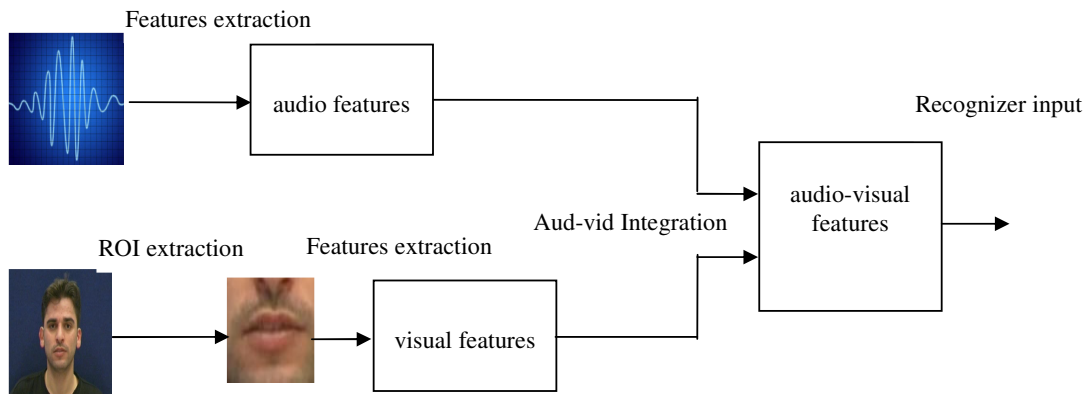 Features extraction
audio features
Recognizer input
audio-visual
features
Aud-vid Integration
ROI extraction
Features extraction
visual features